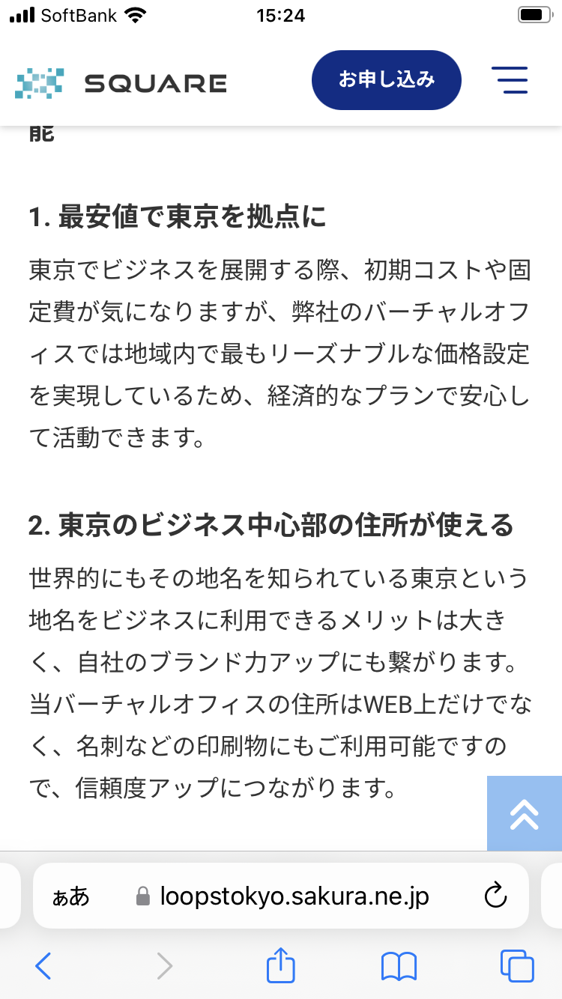 SoftBank 15:24
SQUARE お申し込み
能
1. 最安値で東京を拠点に
東京でビジネスを展開する際、初期コストや固
定費が気になりますが、弊社のバーチャルオフ
ィスでは地域内で最もリーズナブルな価格設定
を実現しているため、経済的なプランで安心し
て活動できます。
2. 東京のビジネス中心部の住所が使える
世界的にもその地名を知られている東京という
地名をビジネスに利用できるメリットは大き
く、自社のブランド力アップにも繋がります。
当バーチャルオフィスの住所はWEB上だけでな
く、名刺などの印刷物にもご利用可能ですの
で、信頼度アップにつながります。
ぁあ loopstokyo.sakura.ne.jp